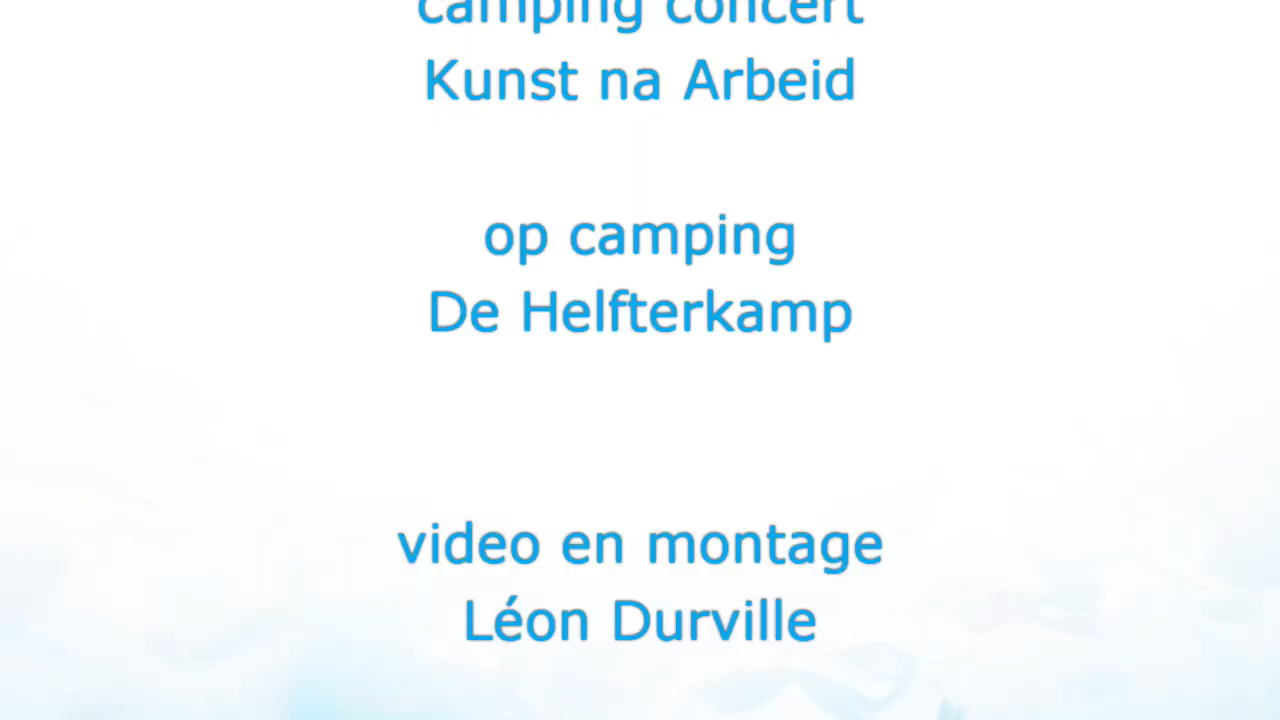 camping concert
Kunst na Arbeid
op camping
De Helfterkamp
video en montage
Léon Durville